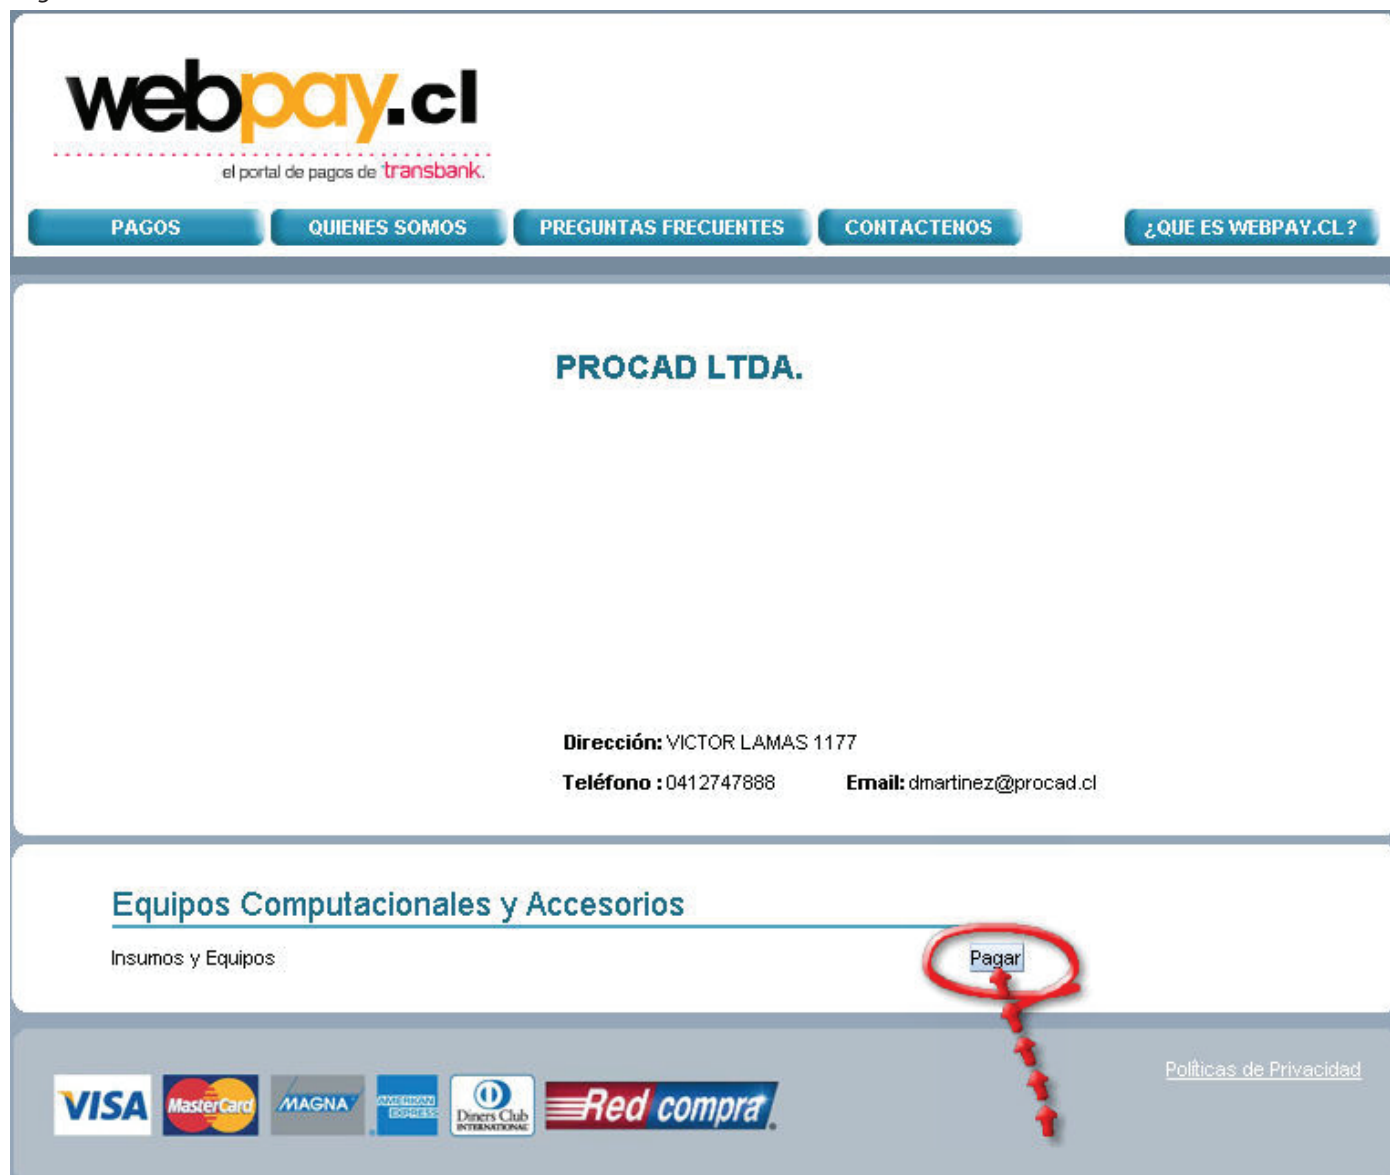 webpay.cl
el portal de pagos de transbank.
PAGOS QUIENES SOMOS PREGUNTAS FRECUENTES CONTACTENOS ¿QUE ES WEBPAY.CL?
PROCAD LTDA.
Dirección: VICTOR LAMAS 1177
Teléfono : 0412747888 Email: dmartinez@procad.cl
Equipos Computacionales y Accesorios
Insumos y Equipos Pagar
Políticas de Privacidad
VISA MasterCard MAGNA AMERICAN EXPRESS Diners Club INTERNATIONAL Red compra